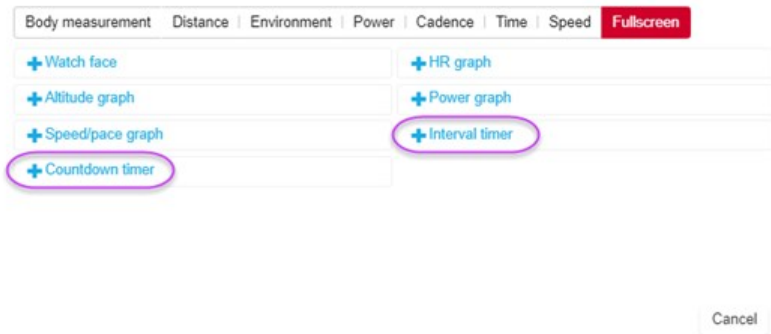 Body measurement Distance Environment Power Cadence Time Speed Fullscreen
+ Watch face + HR graph
+ Altitude graph + Power graph
+ Speed/pace graph + Interval timer
+ Countdown timer
Cancel